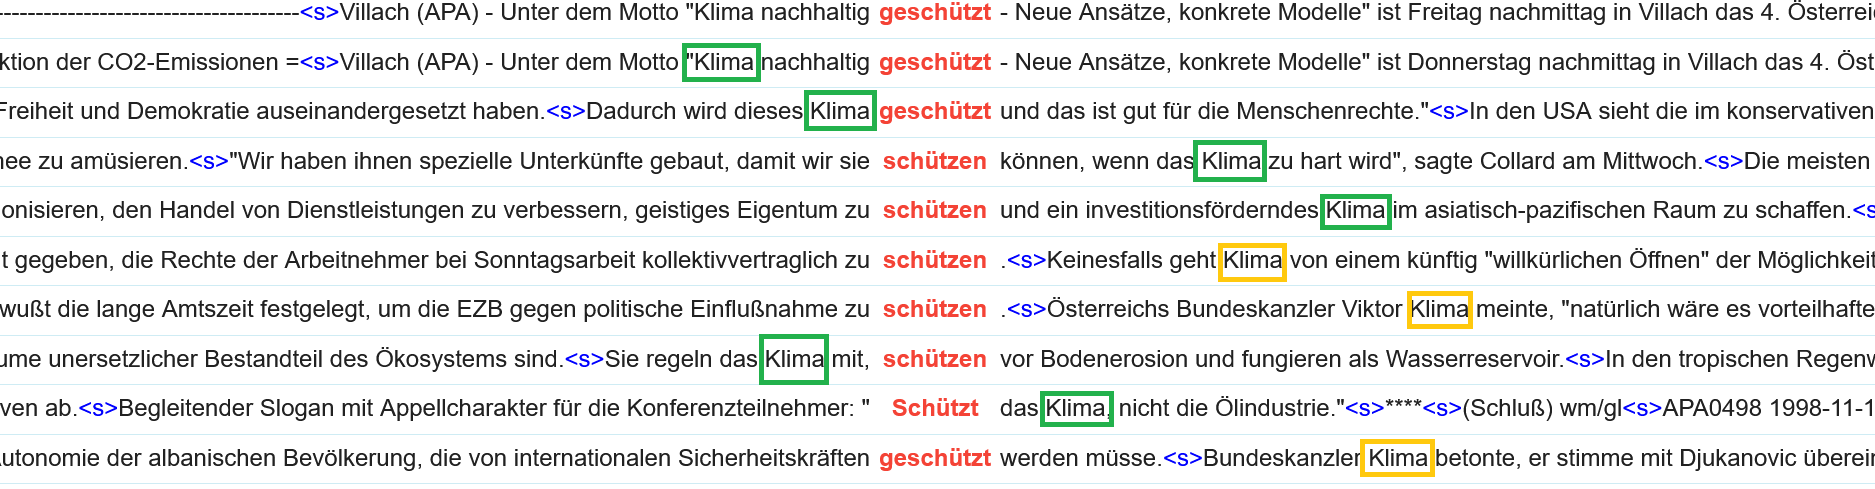 --------------------------------------------------<s>Villach (APA) - Unter dem Motto "Klima nachhaltig geschützt - Neue Ansätze, konkrete Modelle" ist Freitag nachmittag in Villach das 4. Österrei
ktion der CO2-Emissionen =<s>Villach (APA) - Unter dem Motto "Klima nachhaltig geschützt - Neue Ansätze, konkrete Modelle" ist Donnerstag nachmittag in Villach das 4. Öst
Freiheit und Demokratie auseinandergesetzt haben.<s>Dadurch wird dieses Klima geschützt und das ist gut für die Menschenrechte."<s>In den USA sieht die im konservativen
nee zu amüsieren.<s>"Wir haben ihnen spezielle Unterkünfte gebaut, damit wir sie schützen können, wenn das Klima zu hart wird", sagte Collard am Mittwoch.<s>Die meisten
onisieren, den Handel von Dienstleistungen zu verbessern, geistiges Eigentum zu schützen und ein investitionsförderndes Klima im asiatisch-pazifischen Raum zu schaffen.<s
t gegeben, die Rechte der Arbeitnehmer bei Sonntagsarbeit kollektivvertraglich zu schützen .<s>Keinesfalls geht Klima von einem künftig "willkürlichen Öffnen" der Möglichkeit
wußt die lange Amtszeit festgelegt, um die EZB gegen politische Einflußnahme zu schützen .<s>Österreichs Bundeskanzler Viktor Klima meinte, "natürlich wäre es vorteilhafte
ume unersetzlicher Bestandteil des Ökosystems sind.<s>Sie regeln das Klima mit, schützen vor Bodenerosion und fungieren als Wasserreservoir.<s>In den tropischen Regenw
ven ab.<s>Begleitender Slogan mit Appellcharakter für die Konferenzteilnehmer: " Schützt das Klima, nicht die Ölindustrie."<s>****<s>(Schluß) wm/gl<s>APA0498 1998-11-1
utonomie der albanischen Bevölkerung, die von internationalen Sicherheitskräften geschützt werden müsse.<s>Bundeskanzler Klima betonte, er stimme mit Djukanovic überein